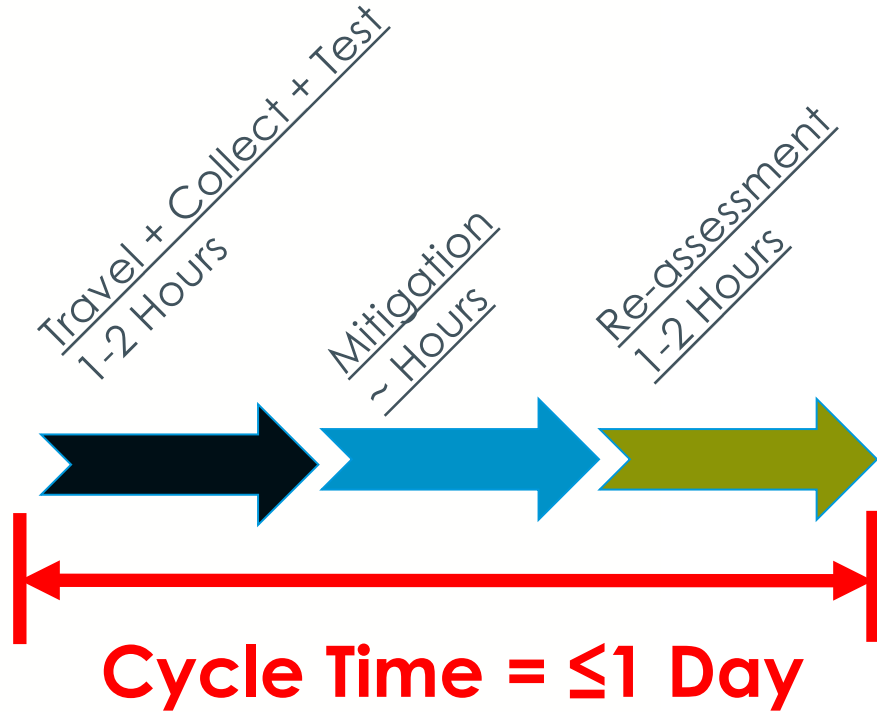 Travel + Collect + Test
1-2 Hours
Mitigation
~ Hours
Re-assessment
1-2 Hours
Cycle Time = ≤1 Day